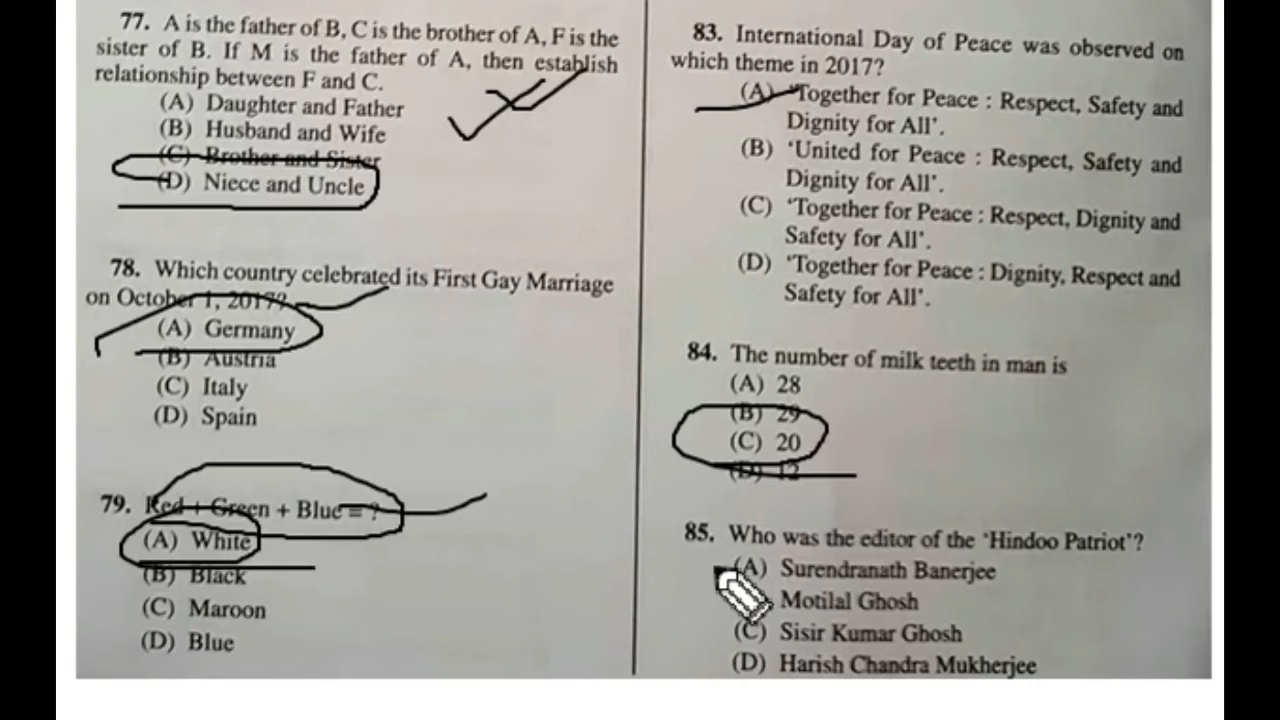 77. A is the father of B, C is the brother of A, F is the
sister of B. If M is the father of A, then establish
relationship between F and C.
(A) Daughter and Father
(B) Husband and Wife
(C) Brother and Sister
(D) Niece and Uncle
78. Which country celebrated its First Gay Marriage
on October 1, 2017?
(A) Germany
(B) Austria
(C) Italy
(D) Spain
79. Red + Green + Blue = ?
(A) White
(B) Black
(C) Maroon
(D) Blue
83. International Day of Peace was observed on
which theme in 2017?
(A) ‘Together for Peace : Respect, Safety and
Dignity for All’.
(B) ‘United for Peace : Respect, Safety and
Dignity for All’.
(C) ‘Together for Peace : Respect, Dignity and
Safety for All’.
(D) ‘Together for Peace : Dignity, Respect and
Safety for All’.
84. The number of milk teeth in man is
(A) 28
(B) 29
(C) 20
(D) 12
85. Who was the editor of the ‘Hindoo Patriot’?
(A) Surendranath Banerjee
Motilal Ghosh
(C) Sisir Kumar Ghosh
(D) Harish Chandra Mukherjee